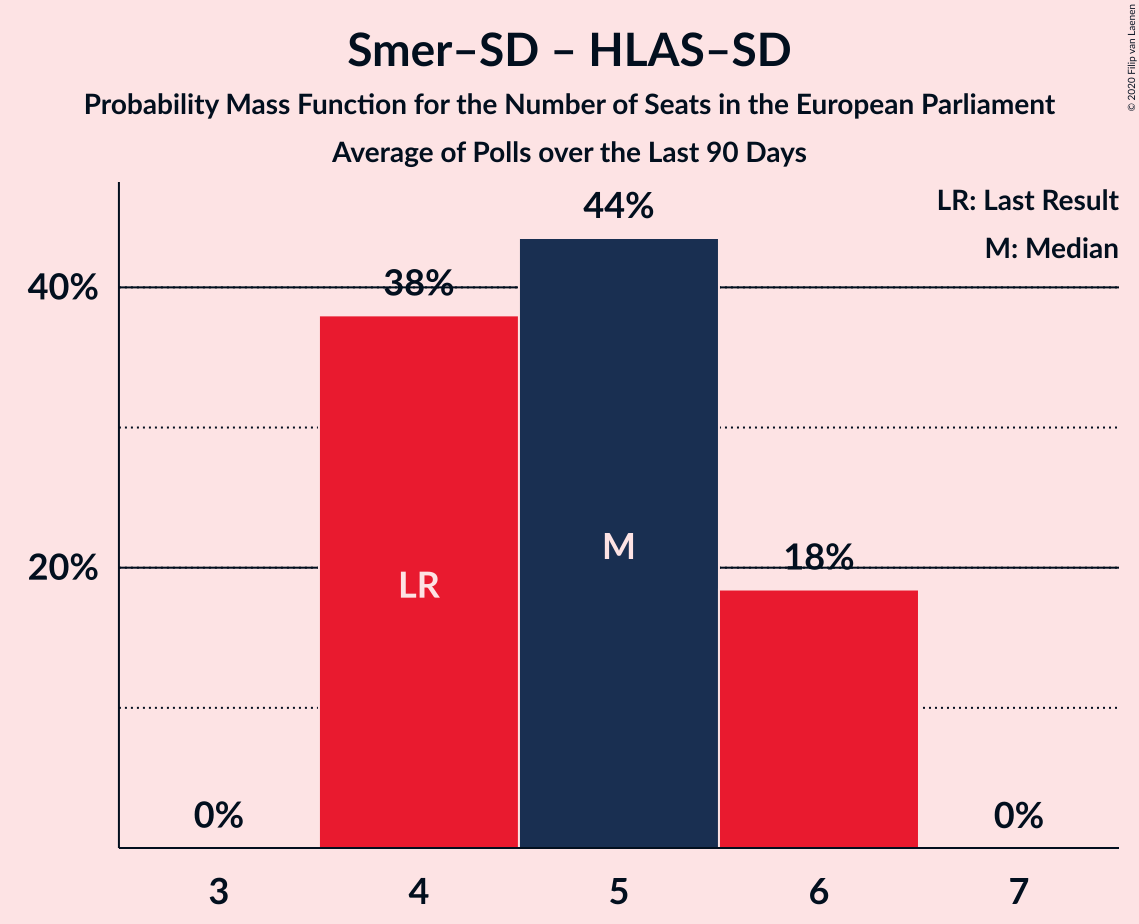 Smer–SD – HLAS–SD
Probability Mass Function for the Number of Seats in the European Parliament
Average of Polls over the Last 90 Days
© 2020 Filip van Laenen
LR: Last Result
M: Median
44%
40%
38%
M
20%
18%
LR
0%
0%
3 4 5 6 7